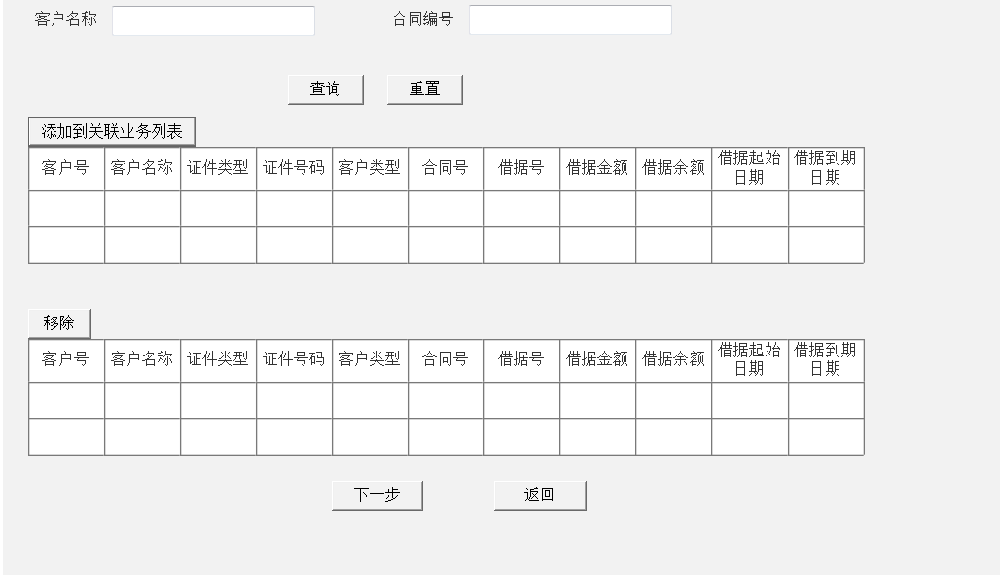 客户名称 合同编号
查询 重置
添加到关联业务列表
客户号 客户名称 证件类型 证件号码 客户类型 合同号 借据号 借据金额 借据余额 借据起始日期 借据到期日期
移除
客户号 客户名称 证件类型 证件号码 客户类型 合同号 借据号 借据金额 借据余额 借据起始日期 借据到期日期
下一步 返回